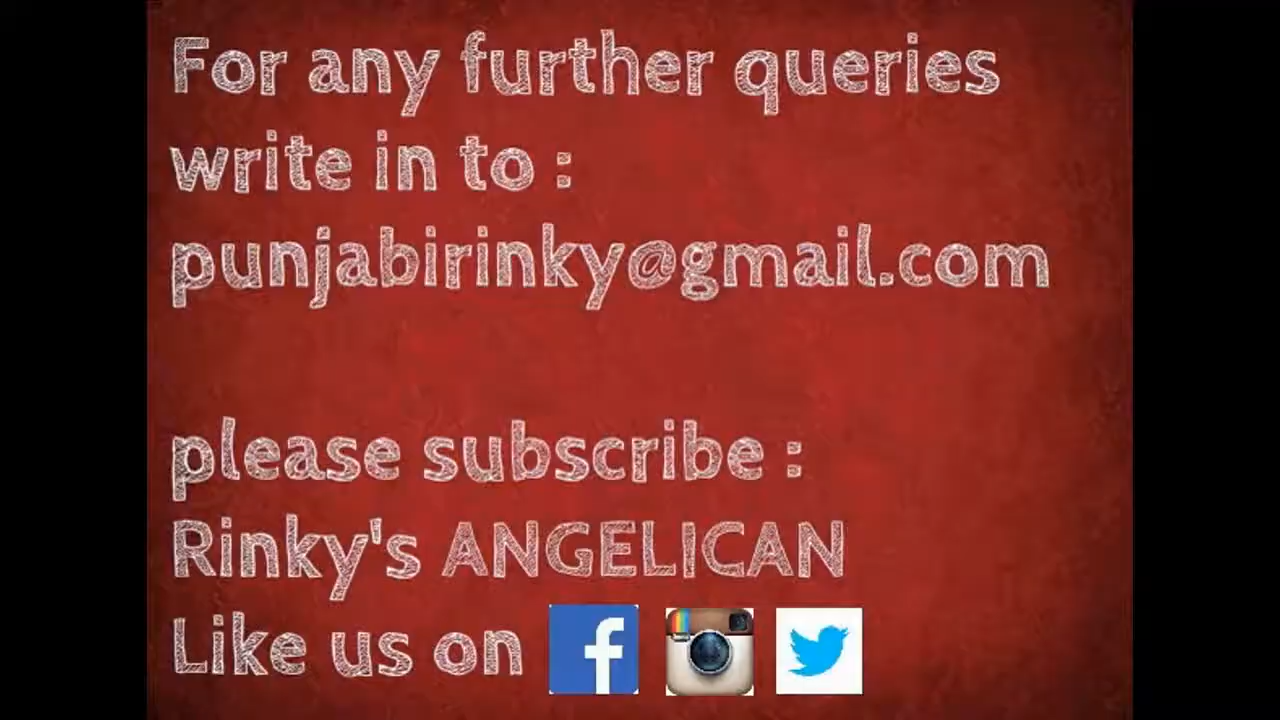 For any further queries
write in to :
punjabirinky@gmail.com
please subscribe :
Rinky's ANGELICAN
Like us on